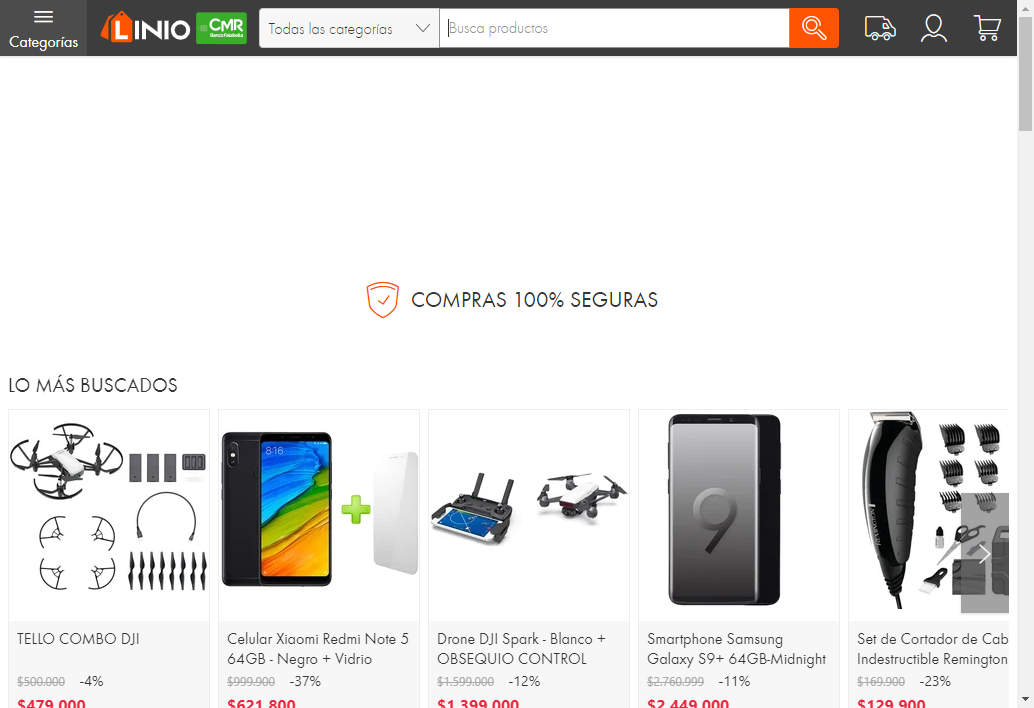 Categorías
LINIO
CMR
Banco Falabella
Todas las categorías
Busca productos
COMPRAS 100% SEGURAS
LO MÁS BUSCADOS
8:16
9
TELLO COMBO DJI
$500.000 -4%
$479.000
Celular Xiaomi Redmi Note 5
64GB - Negro + Vidrio
$999.900 -37%
$621.800
Drone DJI Spark - Blanco +
OBSEQUIO CONTROL
$1.599.000 -12%
$1.399.000
Smartphone Samsung
Galaxy S9+ 64GB-Midnight
$2.760.999 -11%
$2.449.000
Set de Cortador de Cab
Indestructible Remington
$169.900 -23%
$129.900